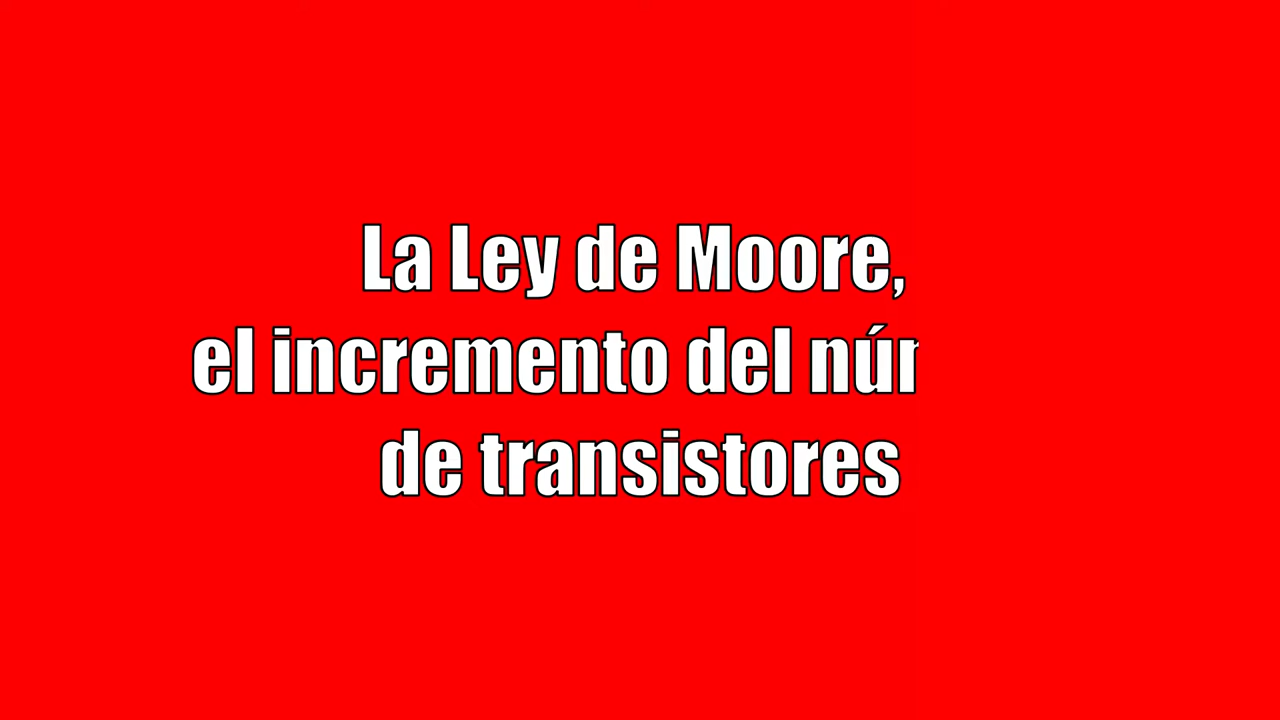 La Ley de Moore,
el incremento del
de transistores